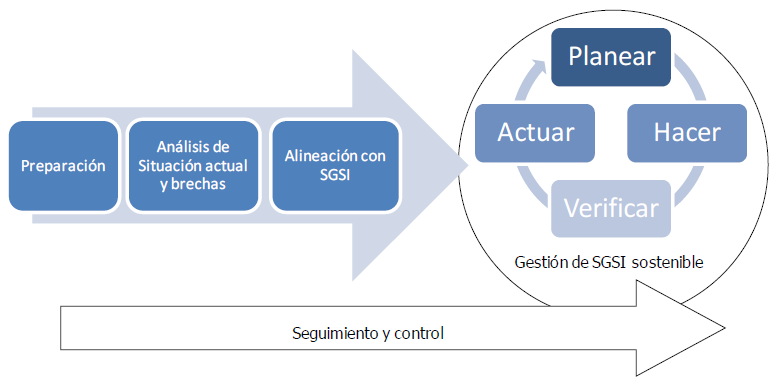 Preparación
Análisis de
Situación actual
y brechas
Alineación con
SGSI
Planear
Hacer
Verificar
Actuar
Gestión de SGSI sostenible
Seguimiento y control